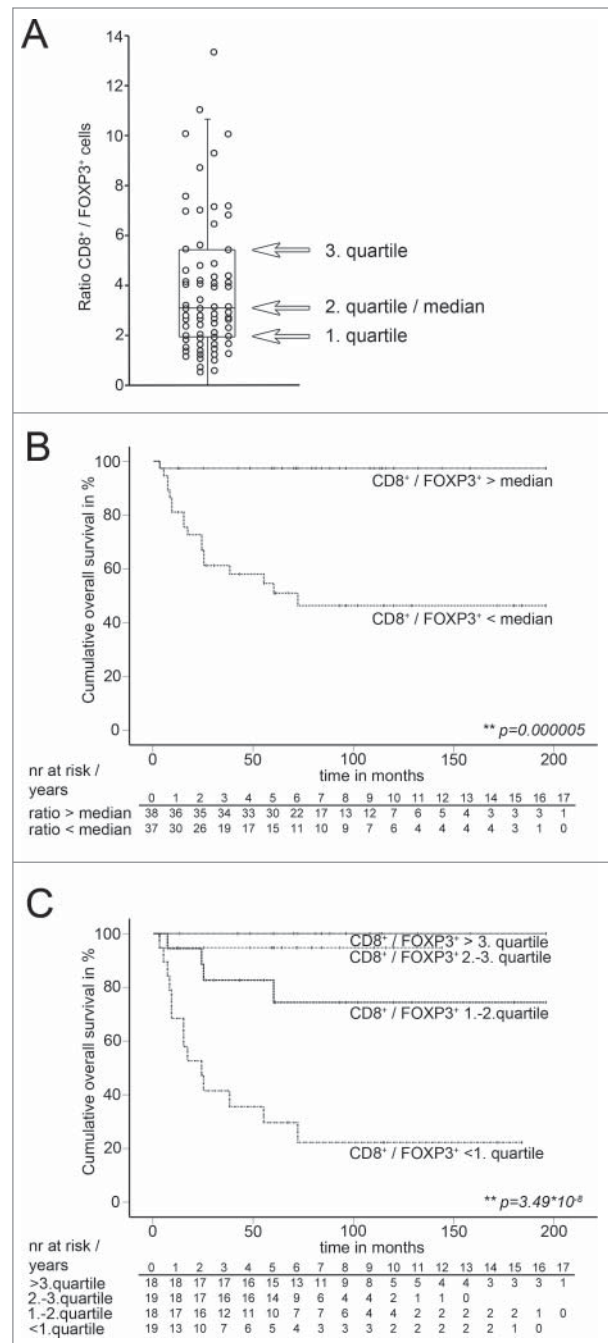 A
Ratio CD8⁺ / FOXP3⁺ cells
14
12
10
8
6
4
2
0
3. quartile
2. quartile / median
1. quartile
B
Cumulative overall survival in %
100
80
60
40
20
0
CD8⁺ / FOXP3⁺ > median
CD8⁺ / FOXP3⁺ < median
** p=0.000005
0 50 100 150 200
time in months
nr at risk /
years 0 1 2 3 4 5 6 7 8 9 10 11 12 13 14 15 16 17
ratio > median 38 36 35 34 33 30 22 17 13 12 7 6 5 4 3 3 3 1
ratio < median 37 30 26 19 17 15 11 10 9 7 6 4 4 4 4 3 1 0
C
Cumulative overall survival in %
100
80
60
40
20
0
CD8⁺ / FOXP3⁺ > 3. quartile
CD8⁺ / FOXP3⁺ 2.-3. quartile
CD8⁺ / FOXP3⁺ 1.-2.quartile
CD8⁺ / FOXP3⁺ <1. quartile
** p=3.49*10⁻⁸
0 50 100 150 200
time in months
nr at risk /
years 0 1 2 3 4 5 6 7 8 9 10 11 12 13 14 15 16 17
>3.quartile 18 18 17 17 16 15 13 11 9 8 5 5 4 4 3 3 3 1
2.-3.quartile 19 18 17 16 16 14 9 6 4 4 2 1 1 0
1.-2.quartile 18 17 16 12 11 10 7 7 6 4 4 2 2 2 2 2 1 0
<1.quartile 19 13 10 7 6 5 4 3 3 3 2 2 2 2 2 1 0